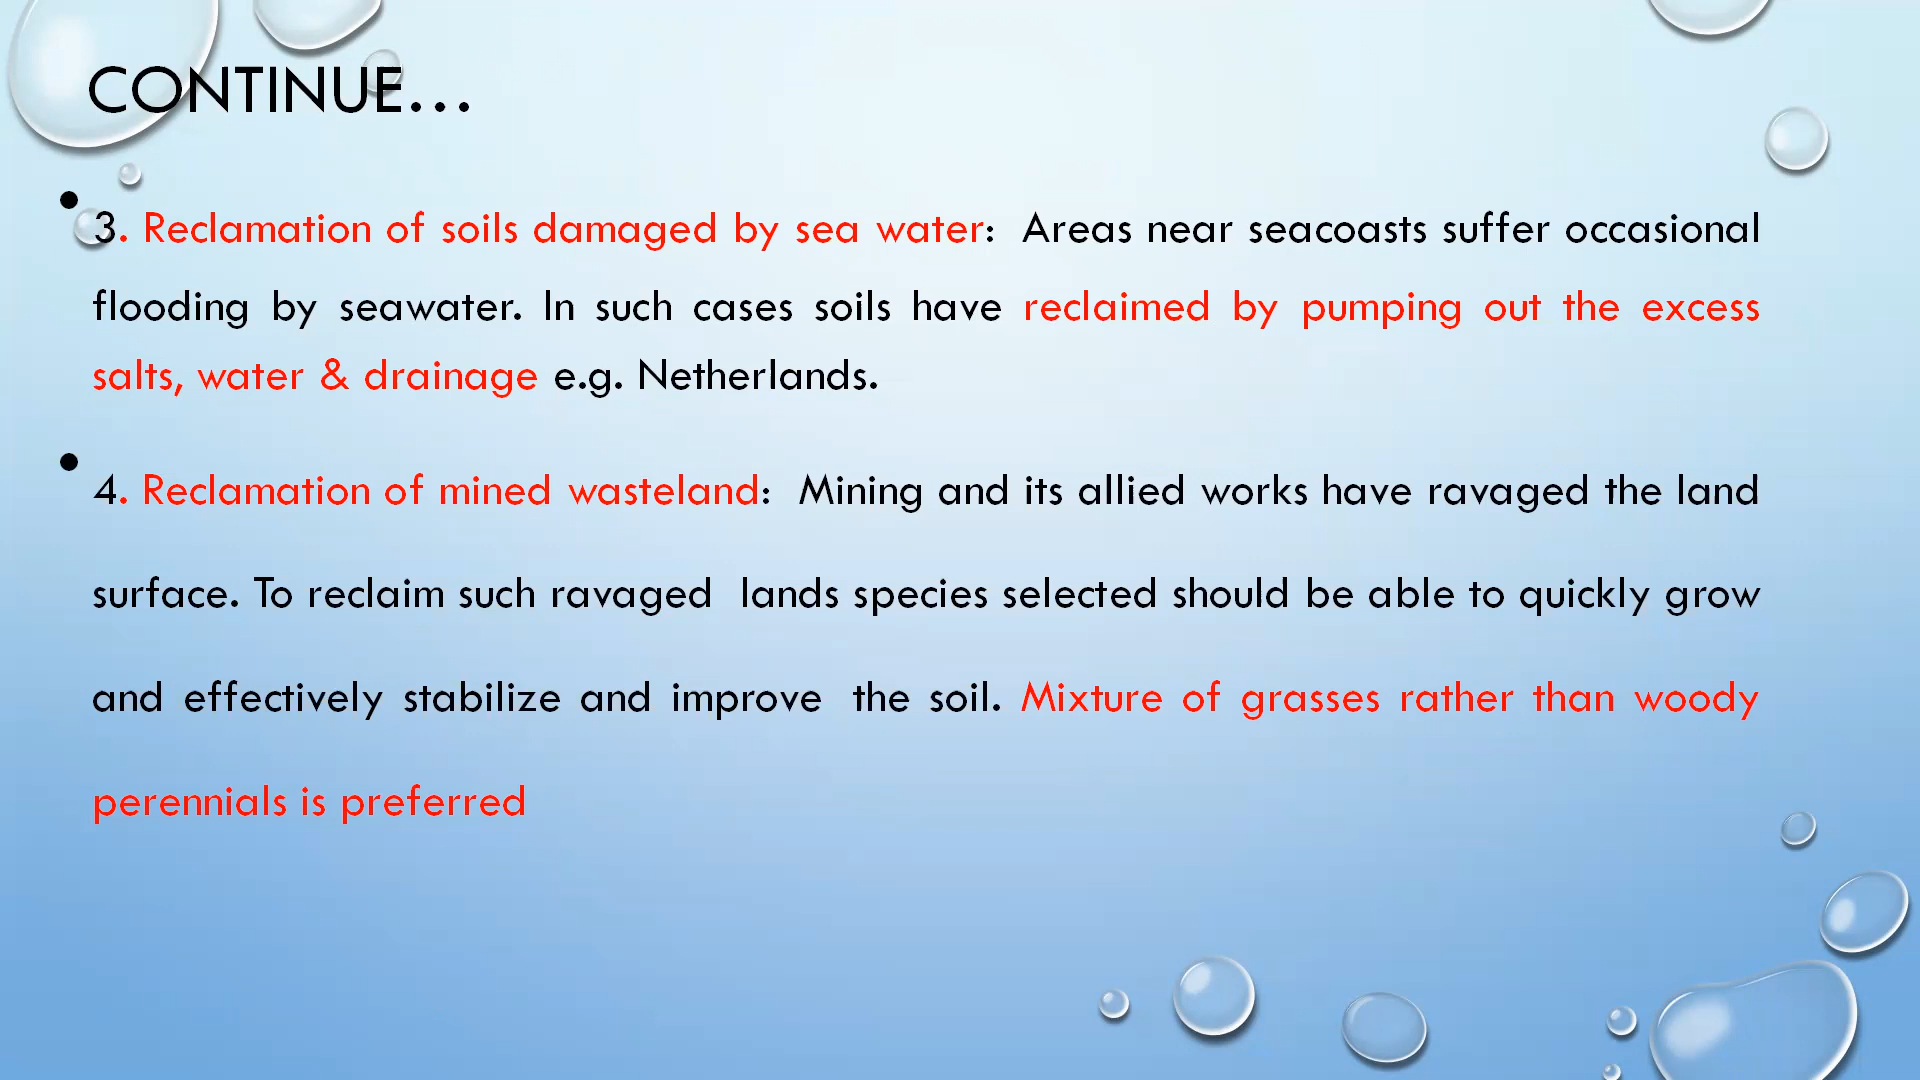 CONTINUE…
• 3. Reclamation of soils damaged by sea water: Areas near seacoasts suffer occasional
flooding by seawater. In such cases soils have reclaimed by pumping out the excess
salts, water & drainage e.g. Netherlands.
• 4. Reclamation of mined wasteland: Mining and its allied works have ravaged the land
surface. To reclaim such ravaged lands species selected should be able to quickly grow
and effectively stabilize and improve the soil. Mixture of grasses rather than woody
perennials is preferred